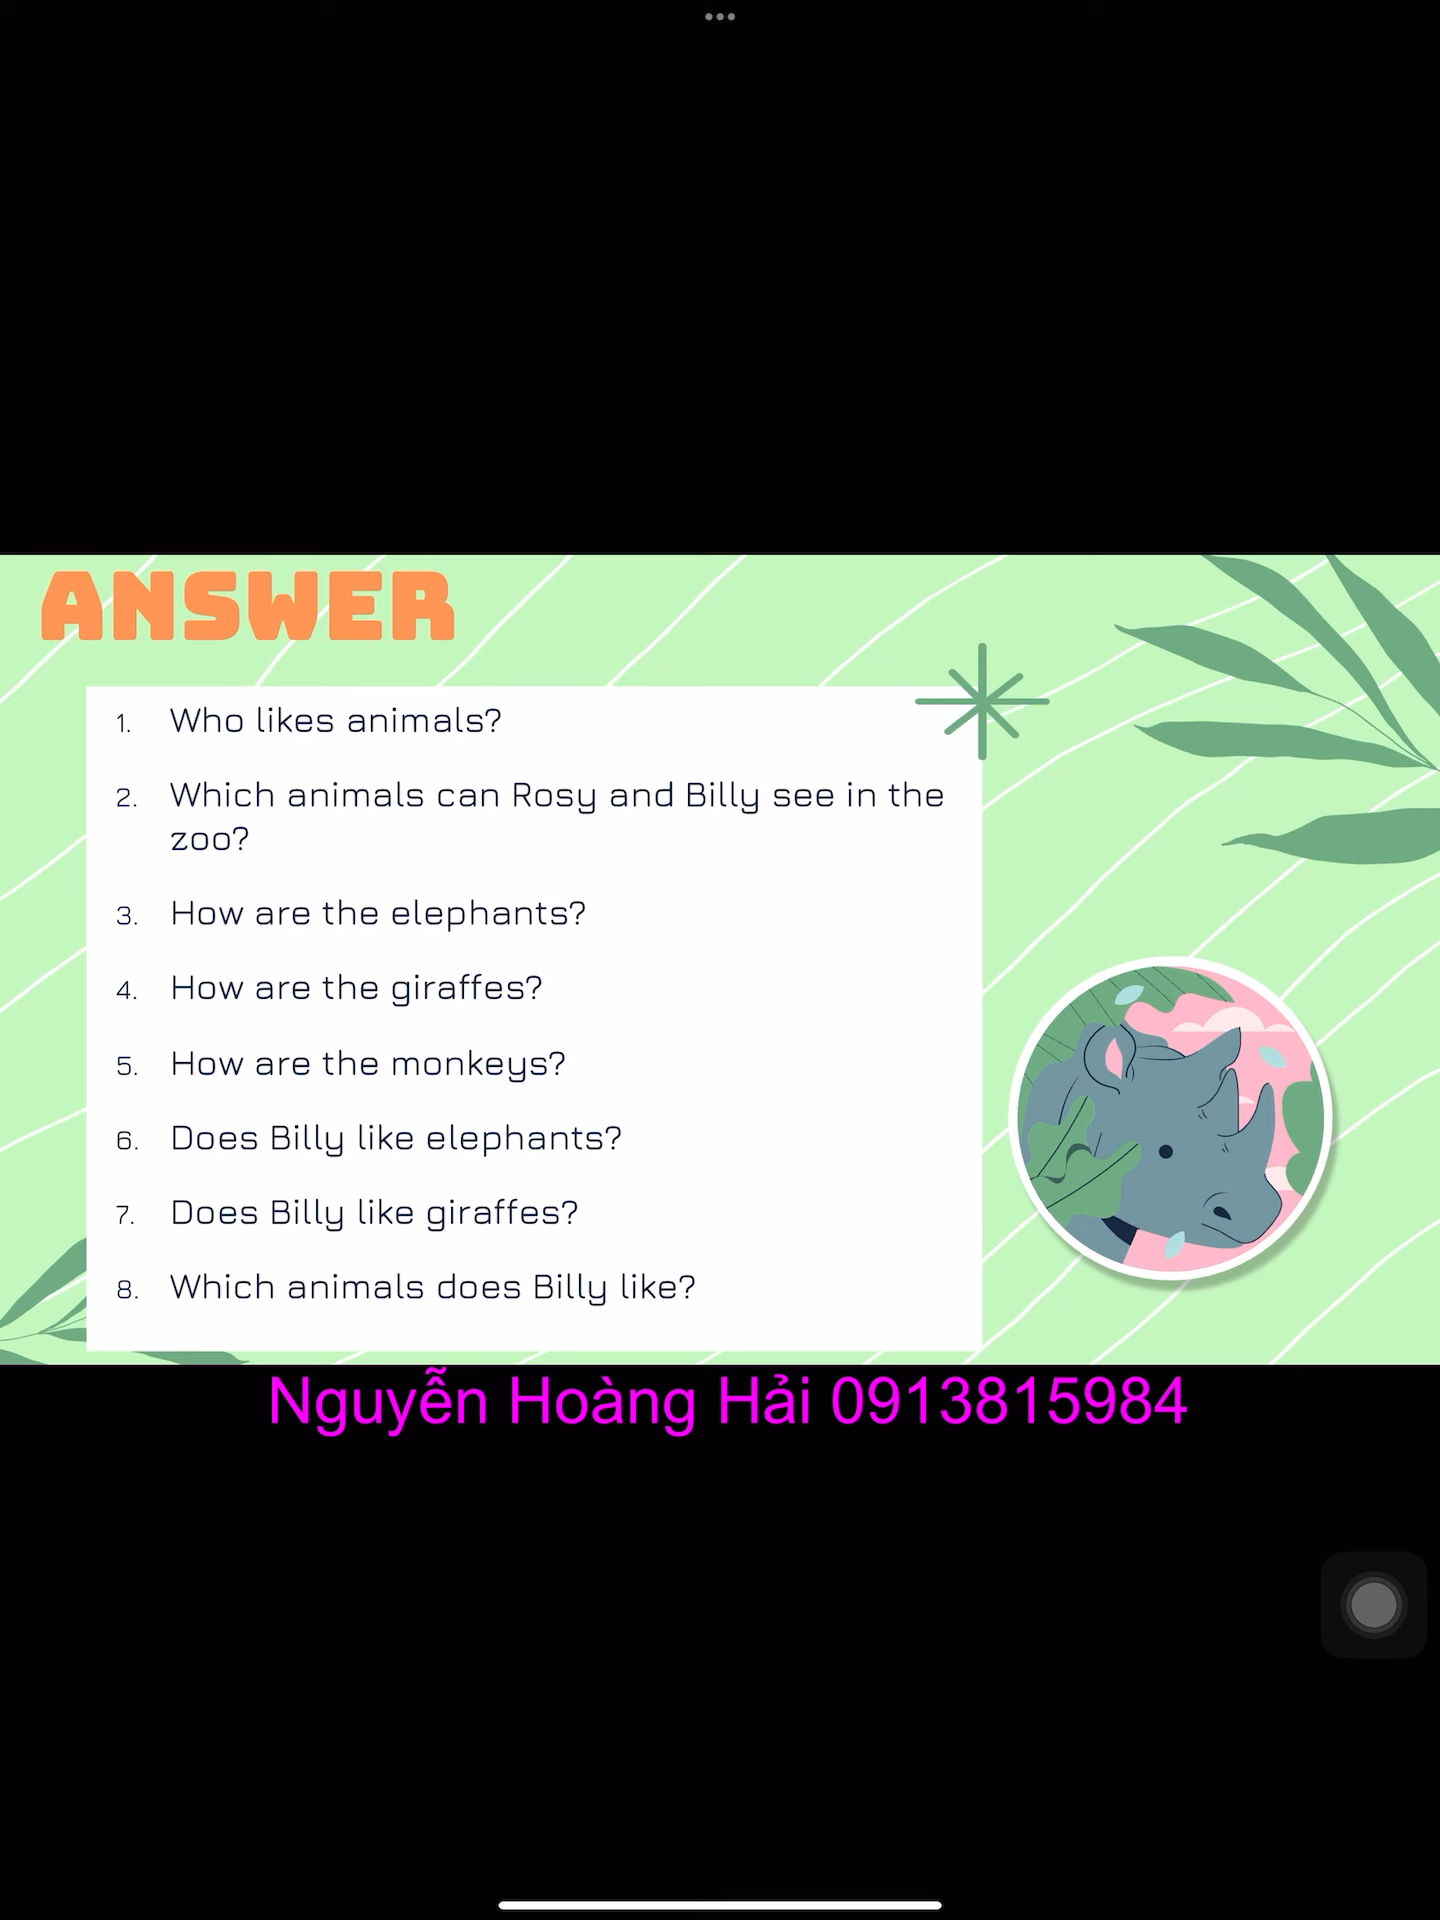 ANSWER
1. Who likes animals?
2. Which animals can Rosy and Billy see in the
zoo?
3. How are the elephants?
4. How are the giraffes?
5. How are the monkeys?
6. Does Billy like elephants?
7. Does Billy like giraffes?
8. Which animals does Billy like?
Nguyễn Hoàng Hải 0913815984